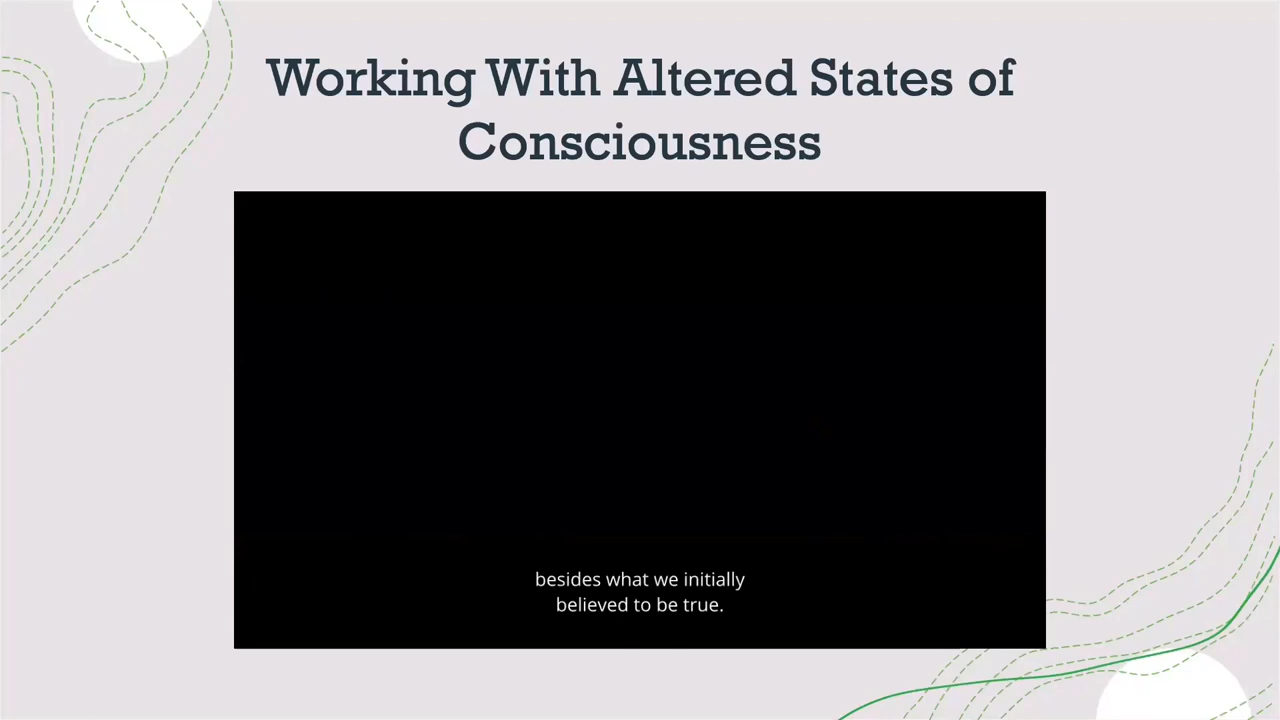 Working With Altered States of
Consciousness
besides what we initially
believed to be true.